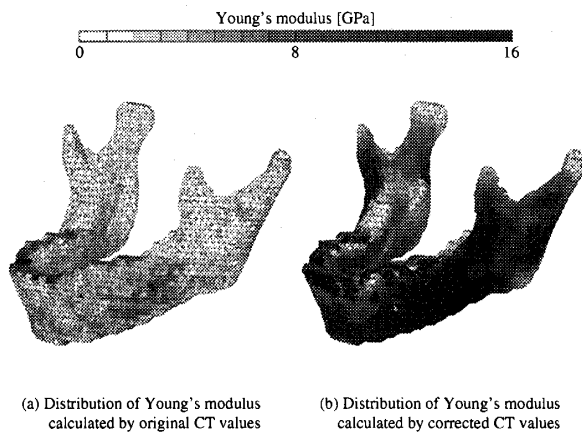 Young's modulus [GPa]
0 8 16
(a) Distribution of Young's modulus
calculated by original CT values
(b) Distribution of Young's modulus
calculated by corrected CT values